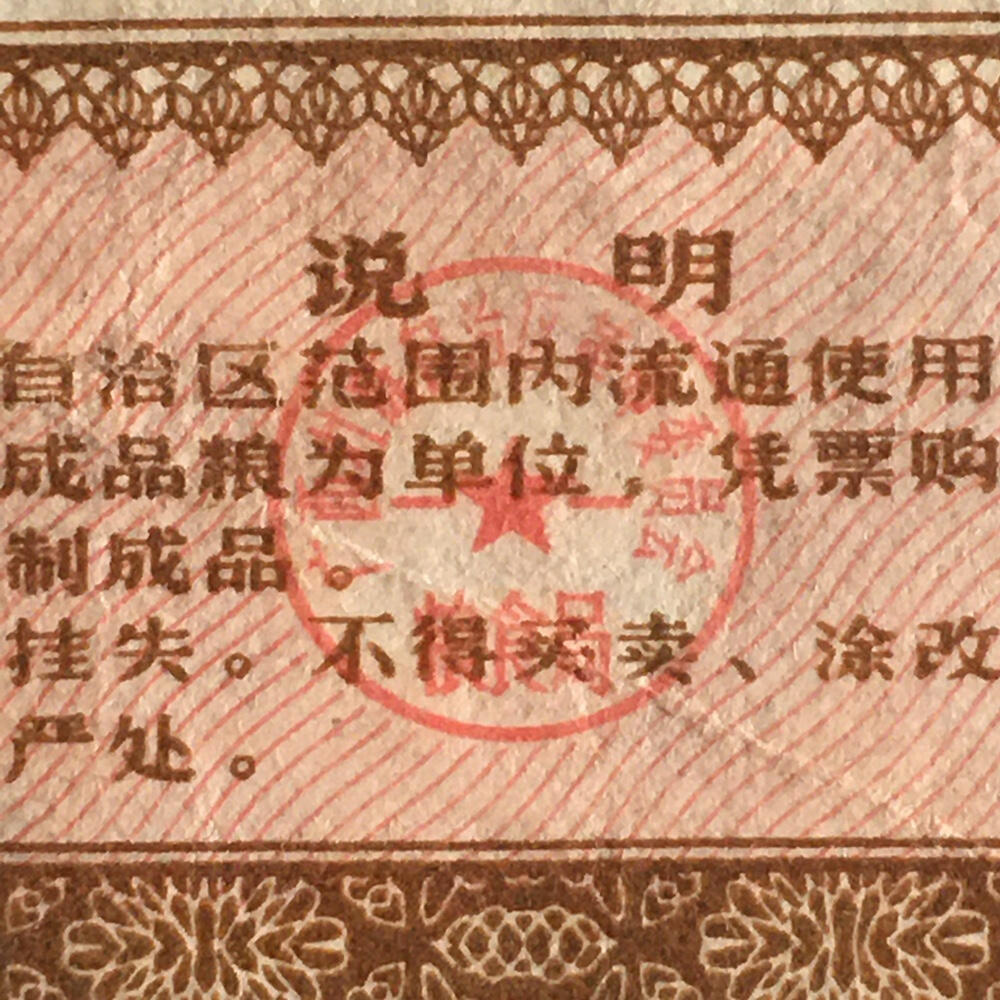 说 明
自治区范围内流通使用
成品粮为单位，凭票购
制成品。
挂失。不得买卖、涂改
严处。